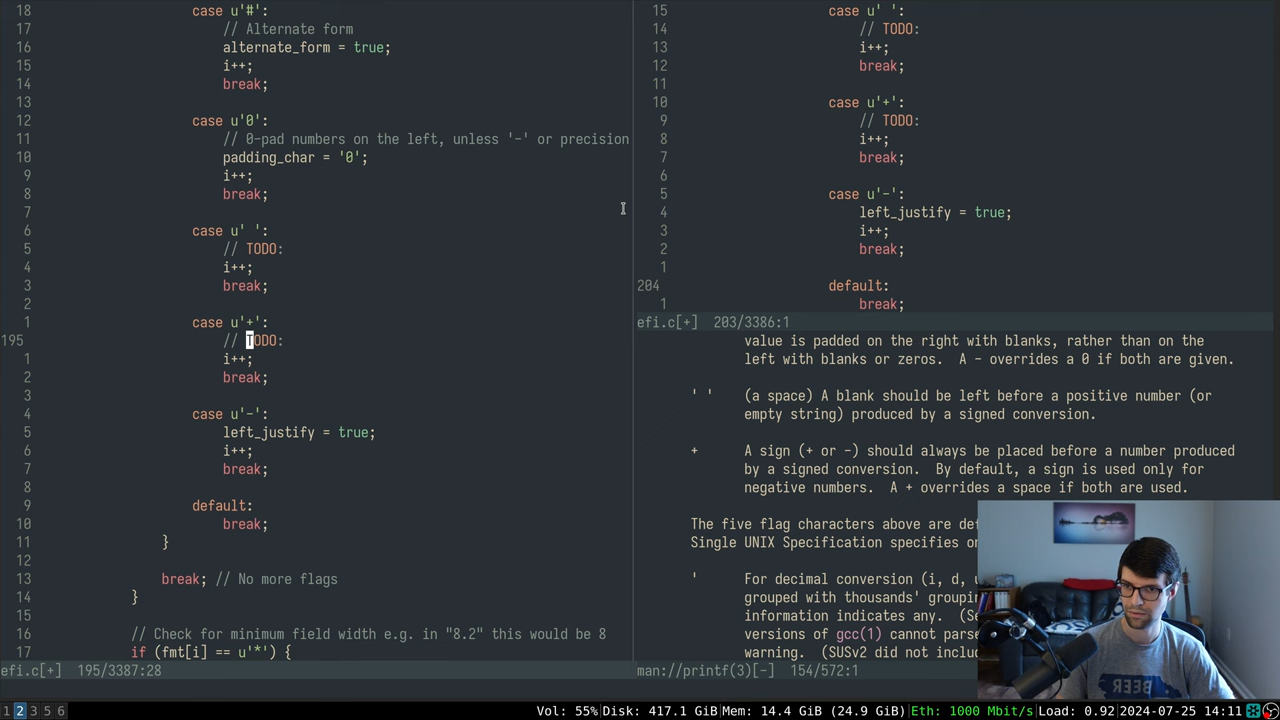 18 case u'#':
17 // Alternate form
16 alternate_form = true;
15 i++;
14 break;
13
12 case u'0':
11 // 0-pad numbers on the left, unless '-' or precision
10 padding_char = '0';
9 i++;
8 break;
7
6 case u' ':
5 // TODO:
4 i++;
3 break;
2
1 case u'+':
195 // TODO:
1 i++;
2 break;
3
4 case u'-':
5 left_justify = true;
6 i++;
7 break;
8
9 default:
10 break;
11 }
12
13 break; // No more flags
14 }
15
16 // Check for minimum field width e.g. in "8.2" this would be 8
17 if (fmt[i] == u'*') {
efi.c[+] 195/3387:28
15 case u' ':
14 // TODO:
13 i++;
12 break;
11
10 case u'+':
9 // TODO:
8 i++;
7 break;
6
5 case u'-':
4 left_justify = true;
3 i++;
2 break;
1
204 default:
1 break;
efi.c[+] 203/3386:1
value is padded on the right with blanks, rather than on the
left with blanks or zeros. A - overrides a 0 if both are given.
' ' (a space) A blank should be left before a positive number (or
empty string) produced by a signed conversion.
+ A sign (+ or -) should always be placed before a number produced
by a signed conversion. By default, a sign is used only for
negative numbers. A + overrides a space if both are used.
The five flag characters above are de
Single UNIX Specification specifies o
' For decimal conversion (i, d, u
grouped with thousands' grouping
information indicates any. (Se
versions of gcc(1) cannot parse
warning. (SUSv2 did not inclu
man://printf(3)[-] 154/572:1
BEER
1 2 3 5 6 Vol: 55% Disk: 417.1 GiB Mem: 14.4 GiB (24.9 GiB) Eth: 1000 Mbit/s Load: 0.92 2024-07-25 14:11